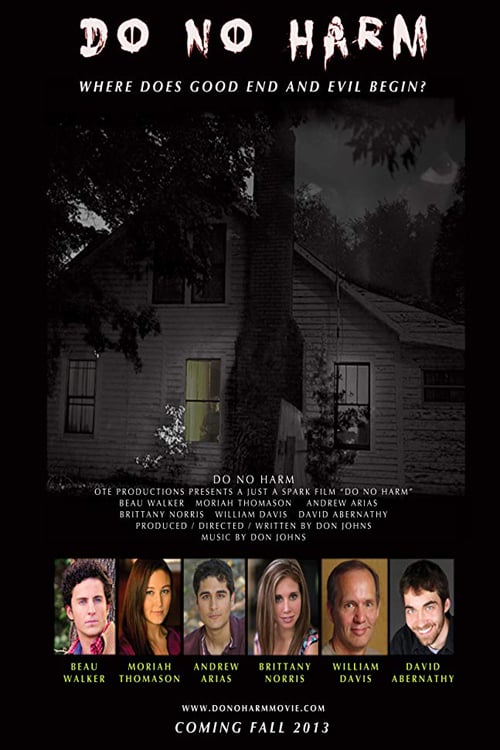 DO NO HARM
WHERE DOES GOOD END AND EVIL BEGIN?
DO NO HARM
OTE PRODUCTIONS PRESENTS A JUST A SPARK FILM "DO NO HARM"
BEAU WALKER MORIAH THOMASON ANDREW ARIAS
BRITTANY NORRIS WILLIAM DAVIS DAVID ABERNATHY
PRODUCED / DIRECTED / WRITTEN BY DON JOHNS
MUSIC BY DON JOHNS
BEAU WALKER
MORIAH THOMASON
ANDREW ARIAS
BRITTANY NORRIS
WILLIAM DAVIS
DAVID ABERNATHY
WWW.DONOHARMMOVIE.COM
COMING FALL 2013